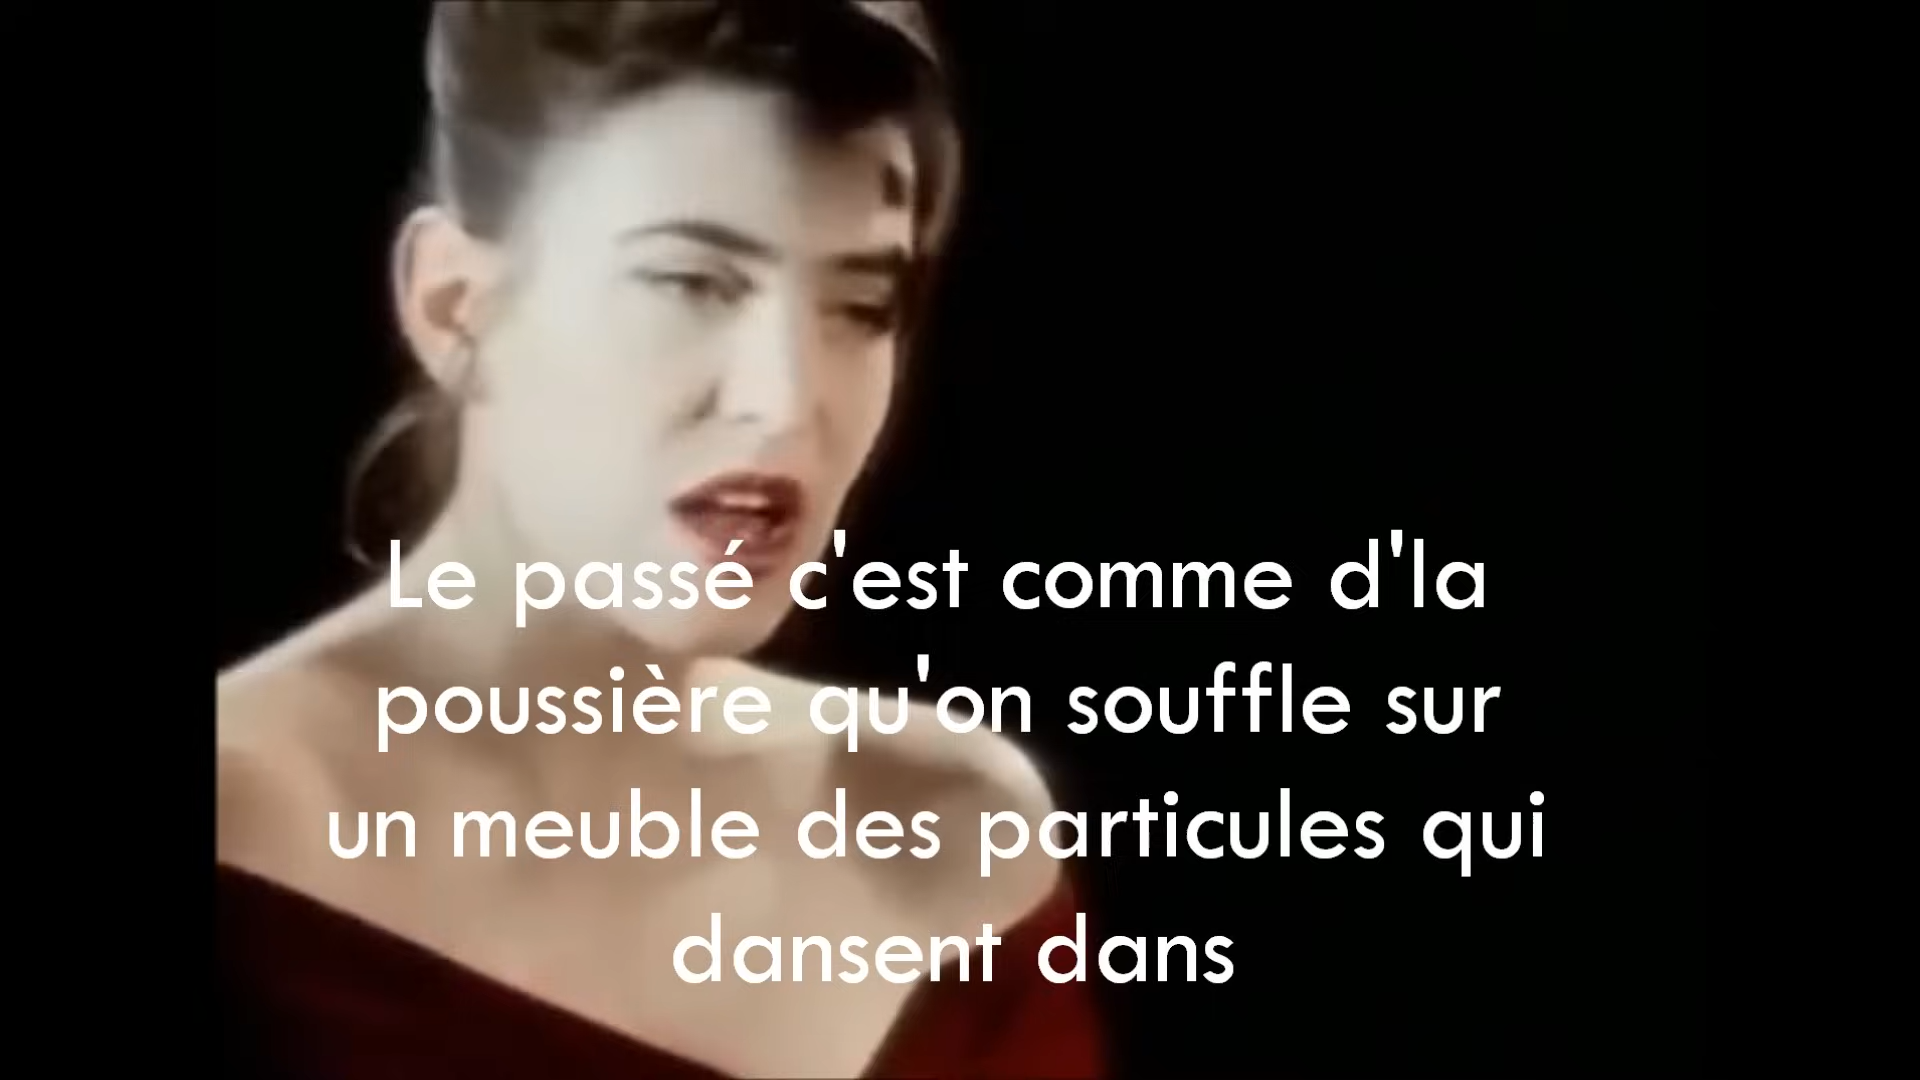 Le passé c'est comme d'la
poussière qu'on souffle sur
un meuble des particules qui
dansent dans